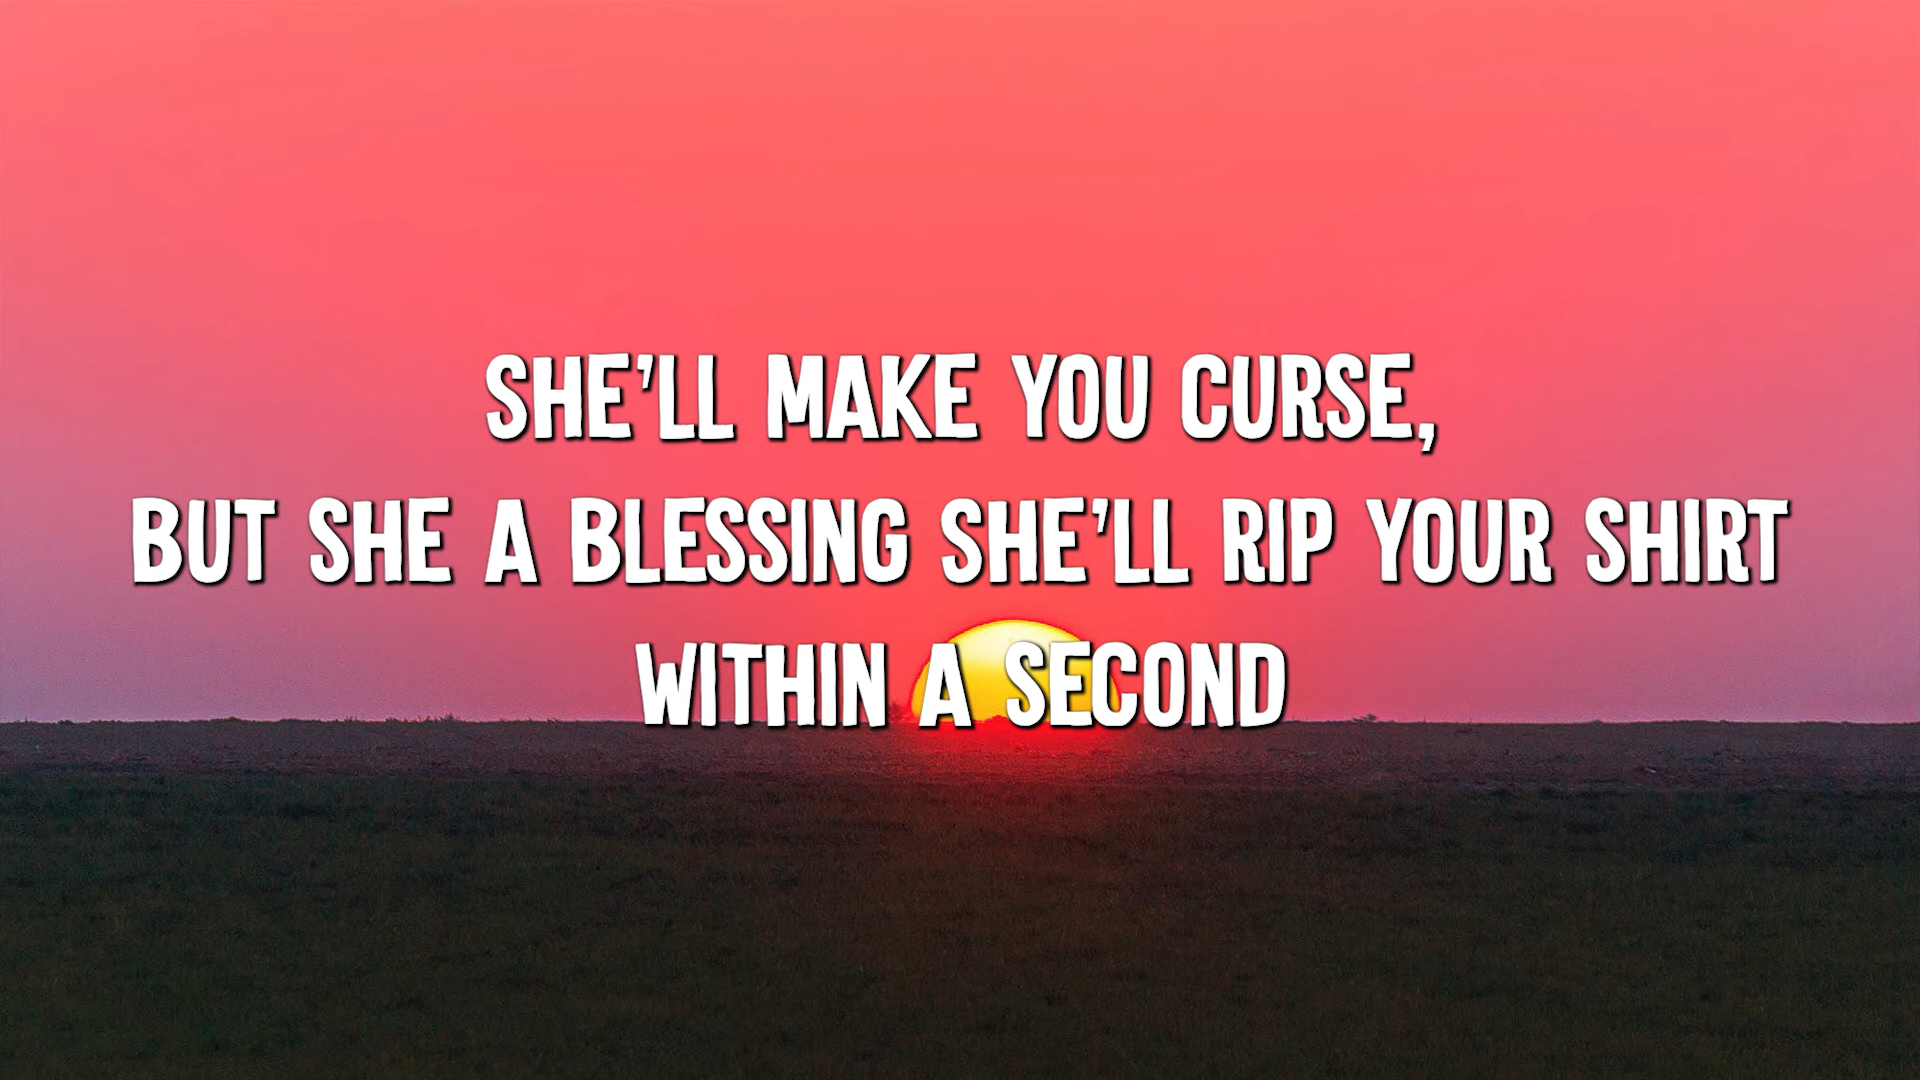 SHE'LL MAKE YOU CURSE,
BUT SHE A BLESSING SHE'LL RIP YOUR SHIRT
WITHIN A SECOND